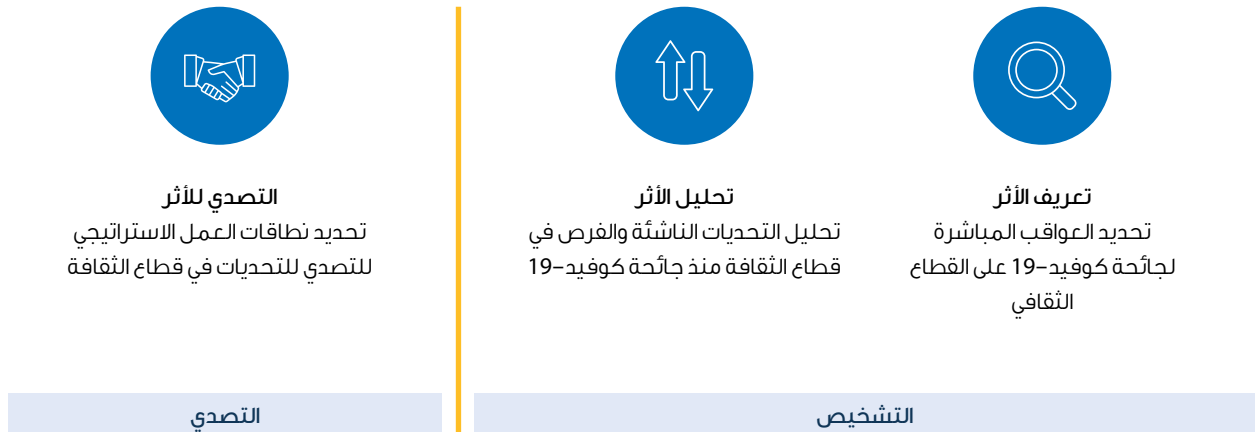 تعريف الأثر
تحديد العواقب المباشرة
لجائحة كوفيد-19 على القطاع
الثقافي
تحليل الأثر
تحليل التحديات الناشئة والفرص في
قطاع الثقافة منذ جائحة كوفيد-19
التصدي للأثر
تحديد نطاقات العمل الاستراتيجي
للتصدي للتحديات في قطاع الثقافة
التشخيص
التصدي